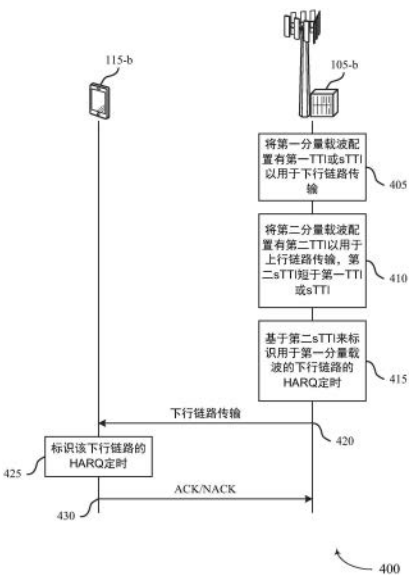 115-b
105-b
将第一分量载波配
置有第一TTI或sTTI
以用于下行链路传
输
405
将第二分量载波配
置有第二TTI以用于
上行链路传输，第
二sTTI短于第一TTI
或sTTI
410
基于第二sTTI来标
识用于第一分量载
波的下行链路的
HARQ定时
415
下行链路传输
420
标识该下行链路的
HARQ定时
425
ACK/NACK
430
400